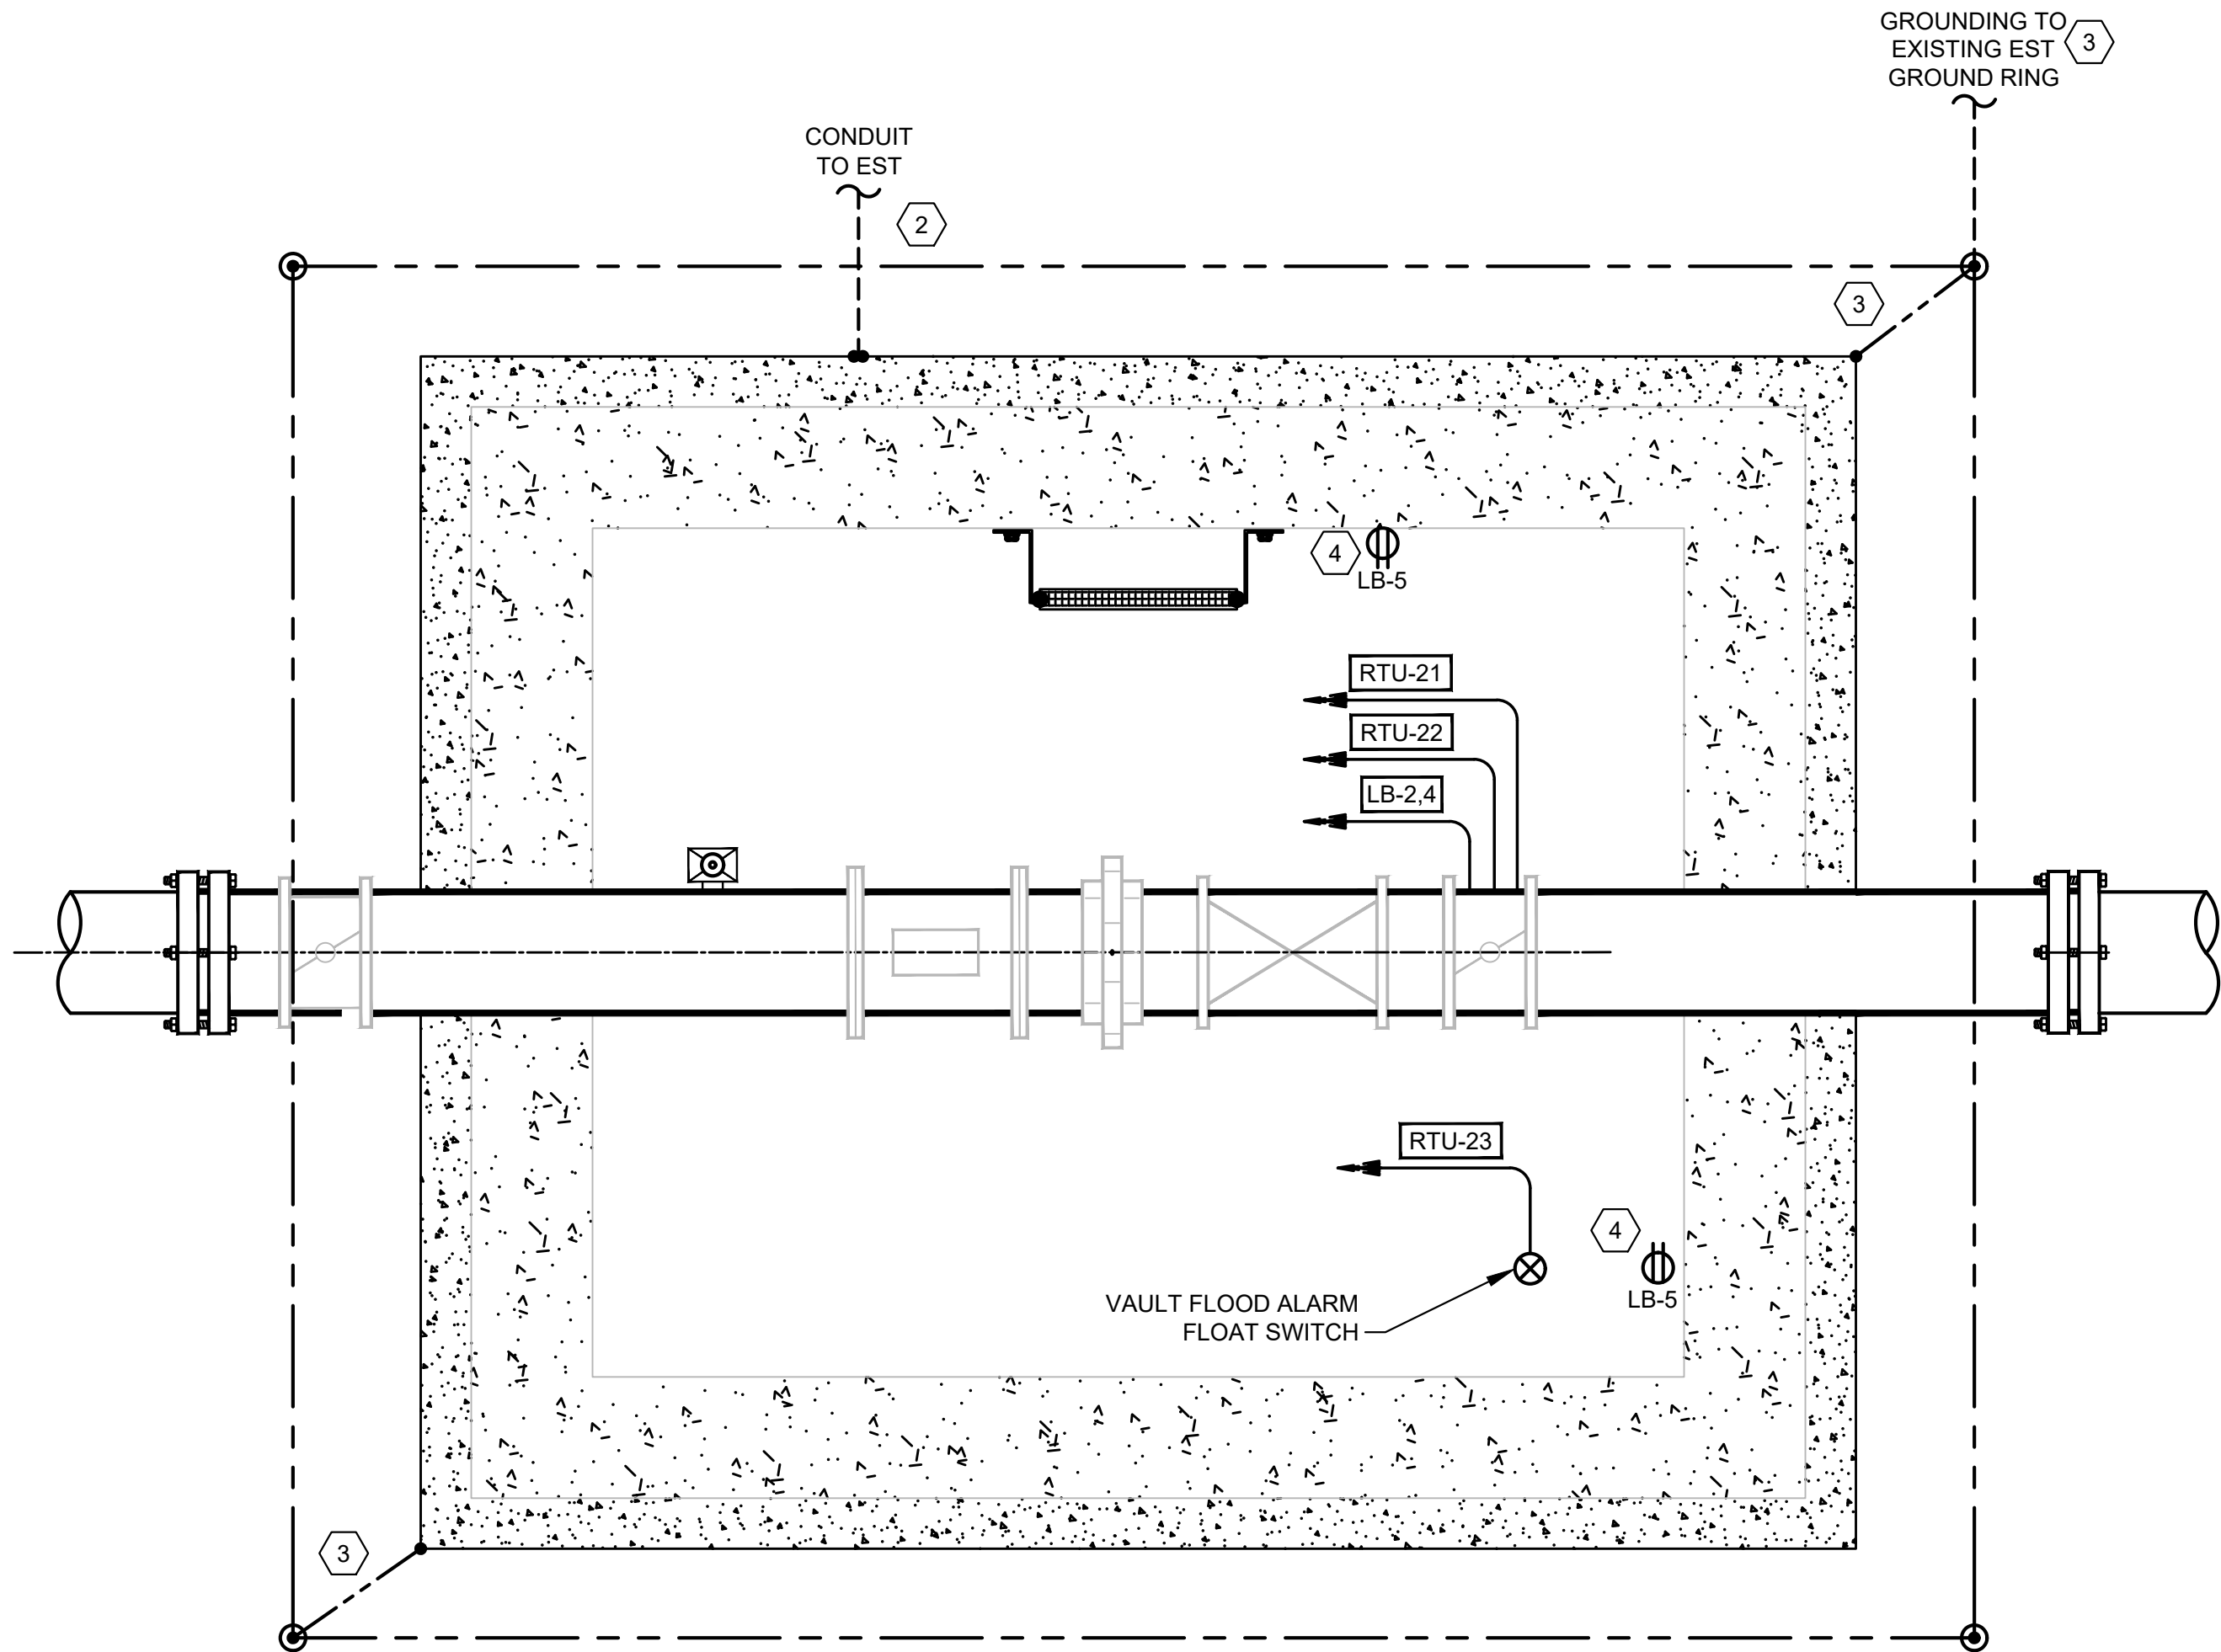 GROUNDING TO
EXISTING EST
GROUND RING
3
CONDUIT
TO EST
2
3
4
LB-5
RTU-21
RTU-22
LB-2,4
RTU-23
4
LB-5
VAULT FLOOD ALARM
FLOAT SWITCH
3